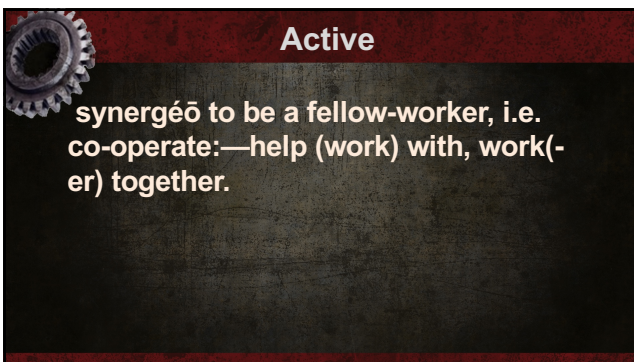 Active
synergéō to be a fellow-worker, i.e.
co-operate:—help (work) with, work(-
er) together.